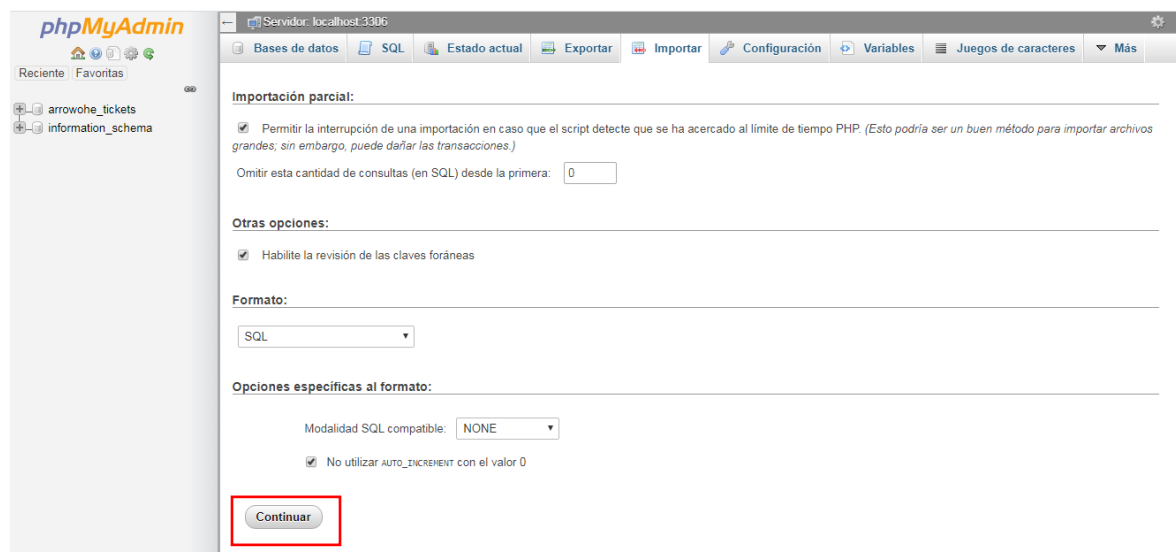 phpMyAdmin
Reciente Favoritas
arrowohe_tickets
information_schema
Servidor: localhost:3306
Bases de datos SQL Estado actual Exportar Importar Configuración Variables Juegos de caracteres Más
Importación parcial:
Permitir la interrupción de una importación en caso que el script detecte que se ha acercado al límite de tiempo PHP. (Esto podría ser un buen método para importar archivos
grandes; sin embargo, puede dañar las transacciones.)
Omitir esta cantidad de consultas (en SQL) desde la primera: 0
Otras opciones:
Habilite la revisión de las claves foráneas
Formato:
SQL
Opciones específicas al formato:
Modalidad SQL compatible: NONE
No utilizar AUTO_INCREMENT con el valor 0
Continuar